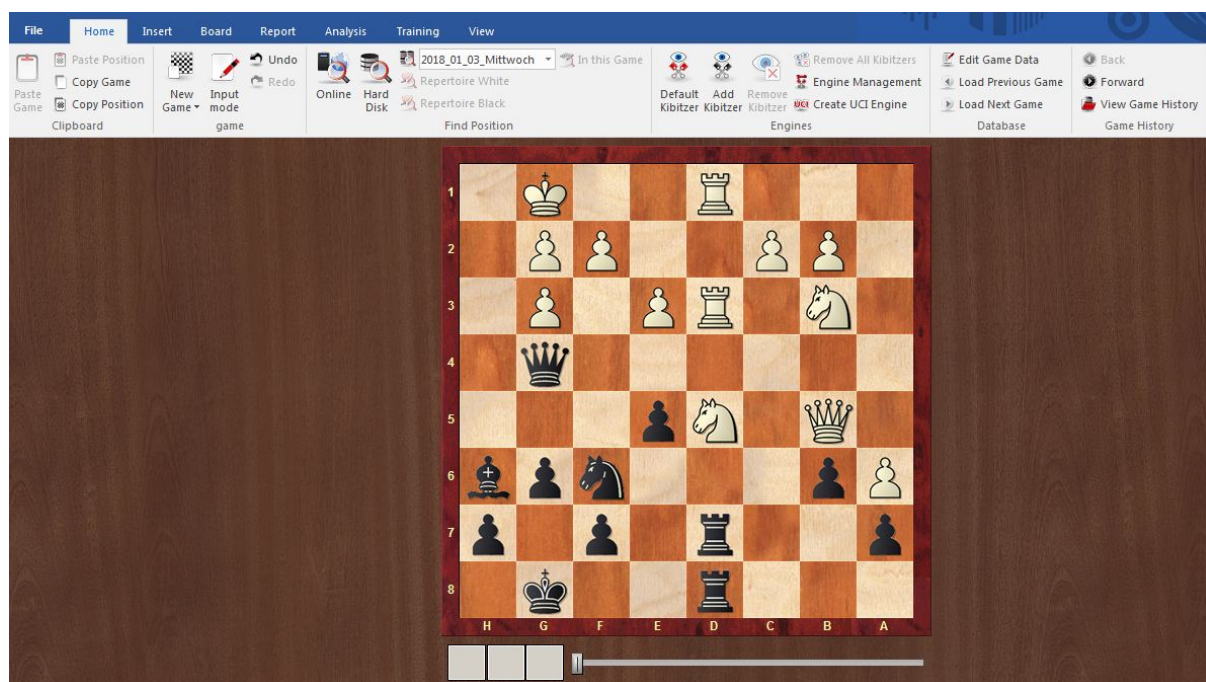 File Home Insert Board Report Analysis Training View
Paste Game
Paste Position
Copy Game
Copy Position
Clipboard
New Game
Input mode
Undo
Redo
game
Online
Hard Disk
2018_01_03_Mittwoch
In this Game
Repertoire White
Repertoire Black
Find Position
Default Kibitzer
Add Kibitzer
Remove Kibitzer
Remove All Kibitzers
Engine Management
UCI Create UCI Engine
Engines
Edit Game Data
Load Previous Game
Load Next Game
Database
Back
Forward
View Game History
Game History
1
2
3
4
5
6
7
8
H G F E D C B A